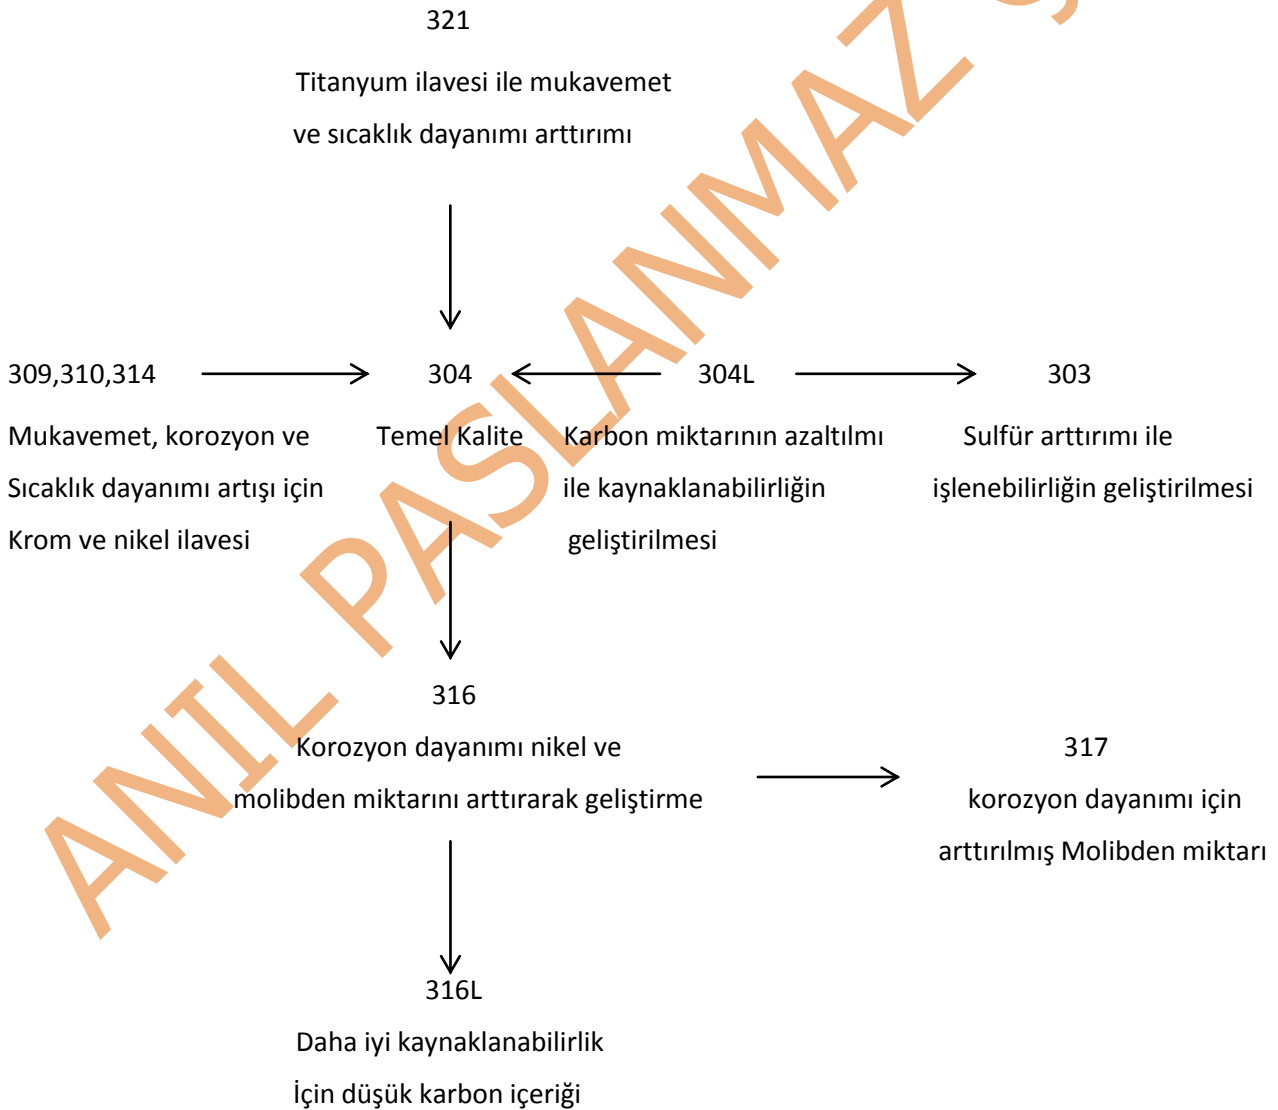 321
Titanyum ilavesi ile mukavemet
ve sıcaklık dayanımı arttırımı
309,310,314
Mukavemet, korozyon ve
Sıcaklık dayanımı artışı için
Krom ve nikel ilavesi
304
Temel Kalite
304L
Karbon miktarının azaltılmı
ile kaynaklanabilirliğin
geliştirilmesi
303
Sulfür arttırımı ile
işlenebilirliğin geliştirilmesi
316
Korozyon dayanımı nikel ve
molibden miktarını arttırarak geliştirme
317
korozyon dayanımı için
arttırılmış Molibden miktarı
316L
Daha iyi kaynaklanabilirlik
İçin düşük karbon içeriği
ANIL PASLANMAZ